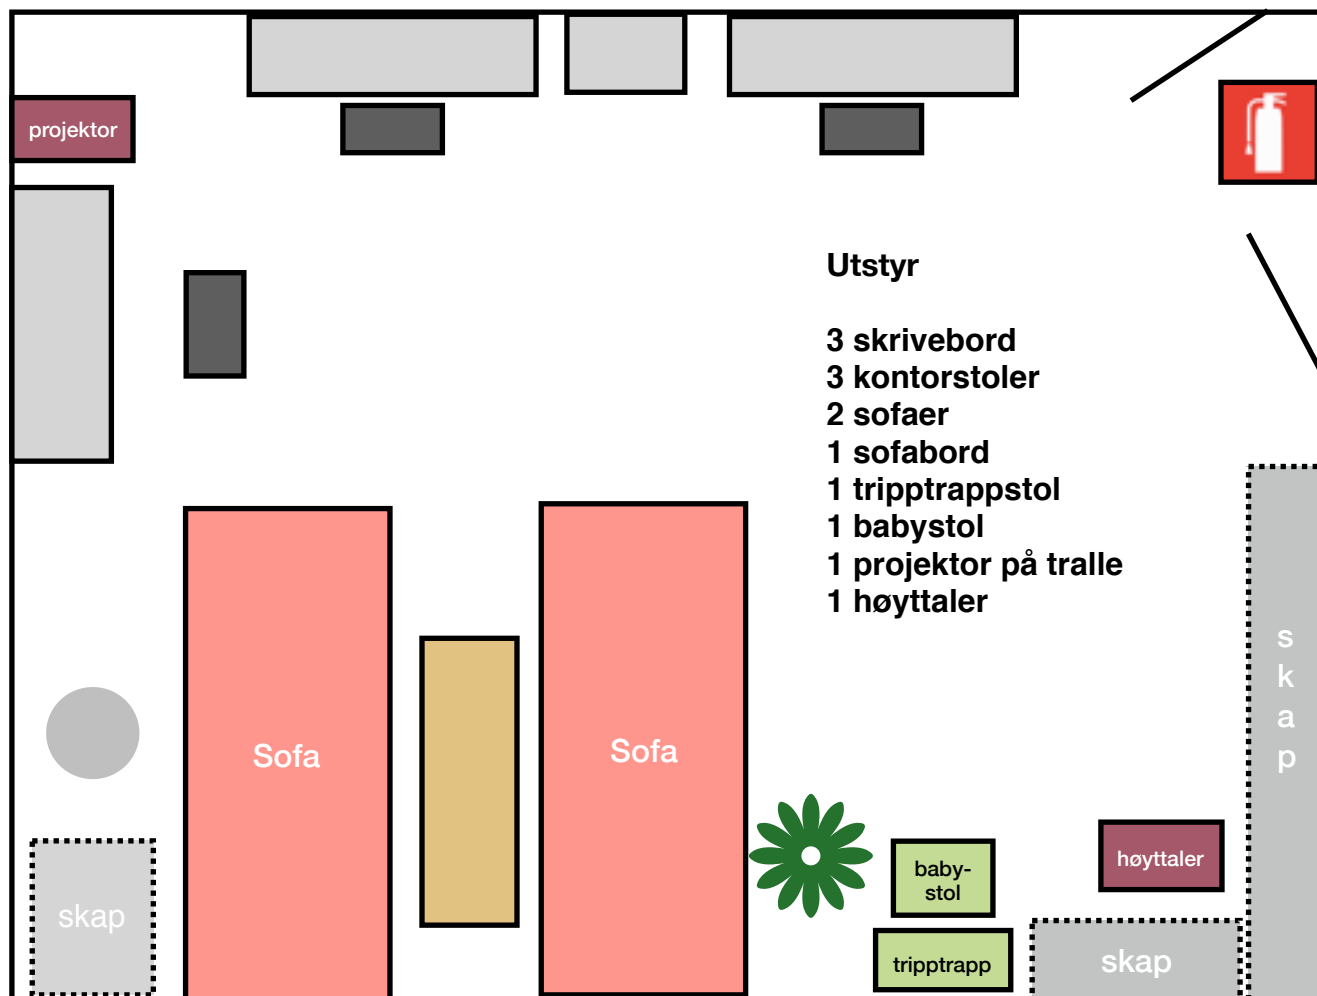 projektor
Utstyr
3 skrivebord
3 kontorstoler
2 sofaer
1 sofabord
1 tripptrappstol
1 babystol
1 projektor på tralle
1 høyttaler
skap
Sofa
Sofa
høyttaler
baby-
stol
skap
tripptrapp
skap